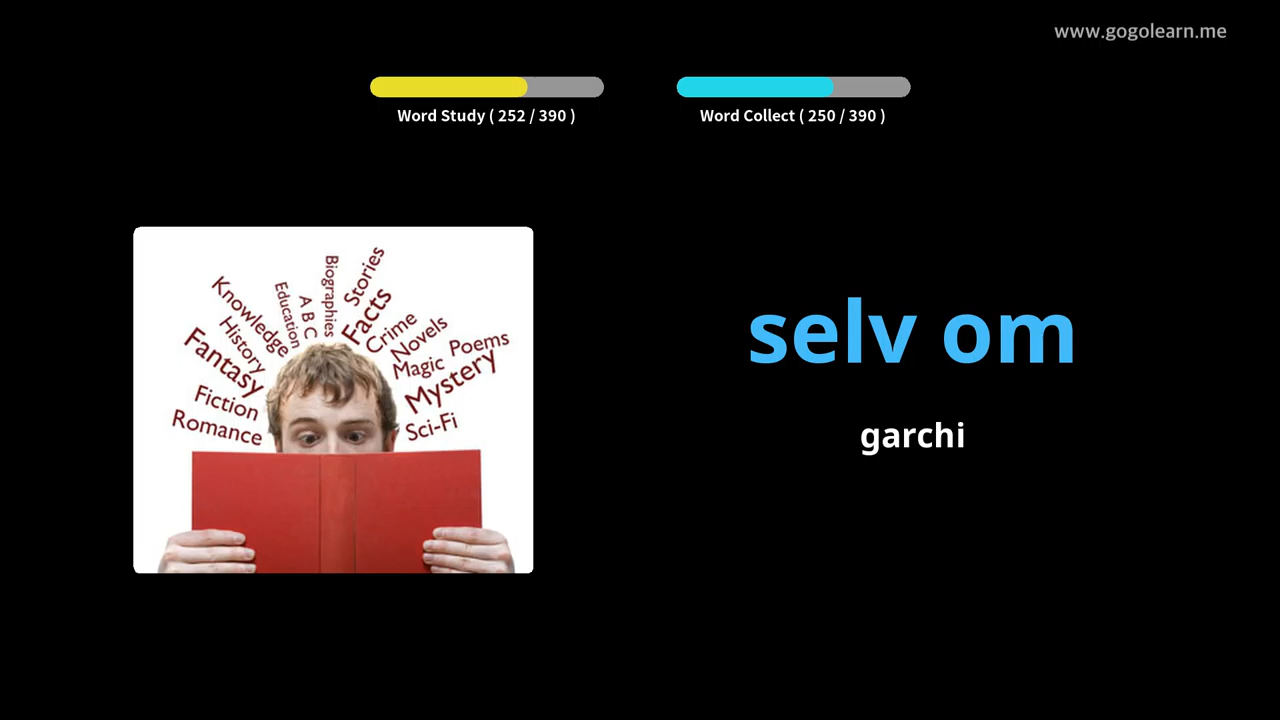 www.gogolearn.me
Word Study ( 252 / 390 )
Word Collect ( 250 / 390 )
Biographies
Stories
Education
A B C
Facts
Knowledge
Crime
History
Novels
Poems
Fantasy
Magic
Mystery
Fiction
Romance
Sci-Fi
selv om
garchi